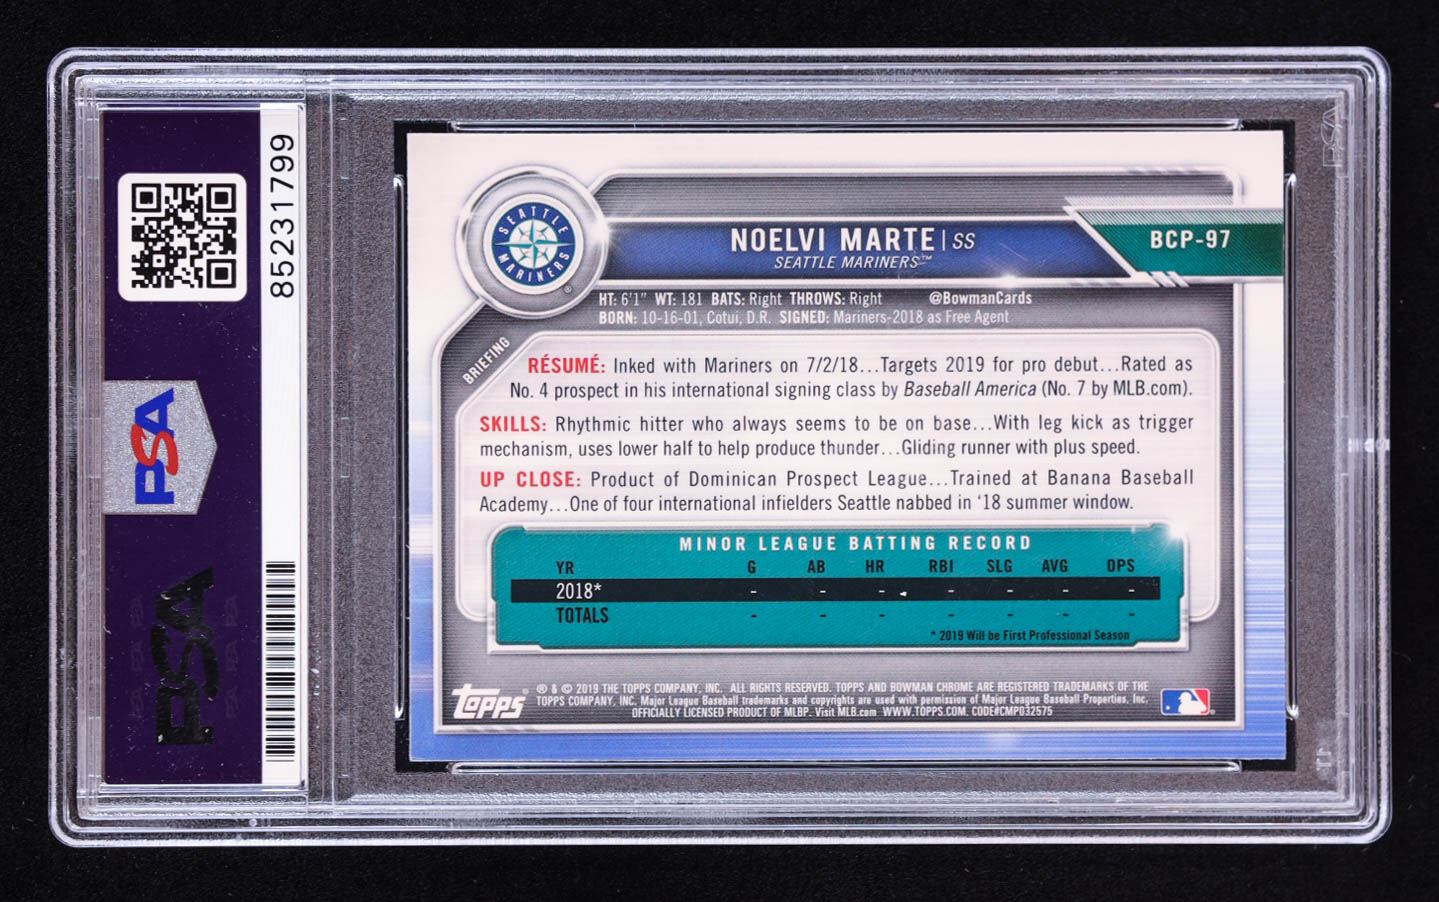 85231799
PSA
PSA
SEATTLE MARINERS
®
NOELVI MARTE | SS
SEATTLE MARINERS™
BCP-97
HT: 6'1" WT: 181 BATS: Right THROWS: Right @BowmanCards
BORN: 10-16-01, Cotui, D.R. SIGNED: Mariners-2018 as Free Agent
BRIEFING
RÉSUMÉ: Inked with Mariners on 7/2/18...Targets 2019 for pro debut...Rated as
No. 4 prospect in his international signing class by Baseball America (No. 7 by MLB.com).
SKILLS: Rhythmic hitter who always seems to be on base...With leg kick as trigger
mechanism, uses lower half to help produce thunder...Gliding runner with plus speed.
UP CLOSE: Product of Dominican Prospect League...Trained at Banana Baseball
Academy...One of four international infielders Seattle nabbed in '18 summer window.
MINOR LEAGUE BATTING RECORD
YR G AB HR RBI SLG AVG OPS
2018* - - - - - - -
TOTALS - - - - - - -
* 2019 Will be First Professional Season
topps
® & © 2019 THE TOPPS COMPANY, INC. ALL RIGHTS RESERVED. TOPPS AND BOWMAN CHROME ARE REGISTERED TRADEMARKS OF THE
TOPPS COMPANY, INC. Major League Baseball trademarks and copyrights are used with permission of Major League Baseball Properties, Inc.
OFFICIALLY LICENSED PRODUCT OF MLBP. Visit MLB.com WWW.TOPPS.COM. CODE#CMP032575
PSA